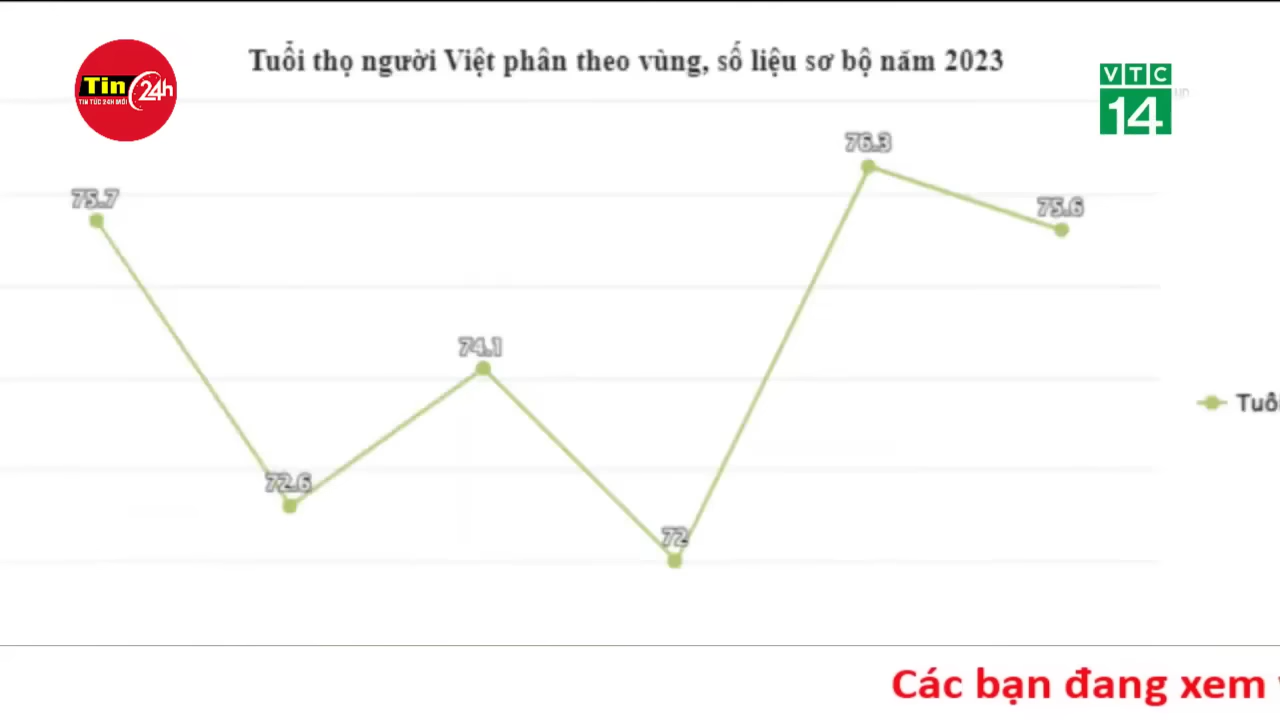 Tuổi thọ người Việt phân theo vùng, số liệu sơ bộ năm 2023
Tin 24h
TIN TỨC 24H MỚI
VTC
14
76.3
75.7
75.6
74.1
72.6
72
Tuổi
Các bạn đang xem